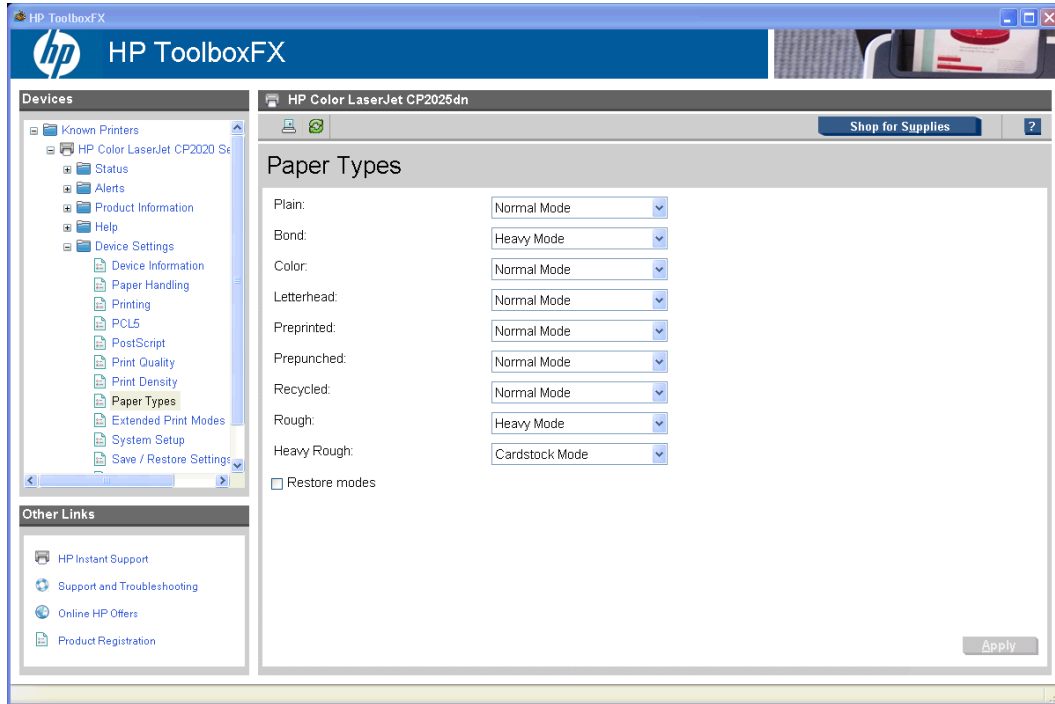 HP ToolboxFX
hp
HP ToolboxFX
Devices
Known Printers
HP Color LaserJet CP2020 Se
Status
Alerts
Product Information
Help
Device Settings
Device Information
Paper Handling
Printing
PCL5
PostScript
Print Quality
Print Density
Paper Types
Extended Print Modes
System Setup
Save / Restore Settings
Other Links
HP Instant Support
Support and Troubleshooting
Online HP Offers
Product Registration
HP Color LaserJet CP2025dn
Shop for Supplies
?
Paper Types
Plain: Normal Mode
Bond: Heavy Mode
Color: Normal Mode
Letterhead: Normal Mode
Preprinted: Normal Mode
Prepunched: Normal Mode
Recycled: Normal Mode
Rough: Heavy Mode
Heavy Rough: Cardstock Mode
Restore modes
Apply